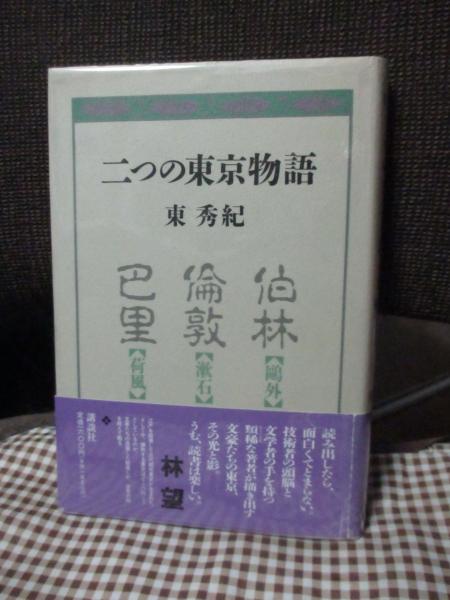 二つの東京物語
東 秀紀
伯林
倫敦
巴里
鷗外
漱石
荷風
読み出したら、
面白くてとまらない。
技術者の頭脳と
文学者の手を持つ
類稀な著者が描き出す
文豪たちの東京、
その光と影。
うむ、読書は楽しい。
林 望
講談社